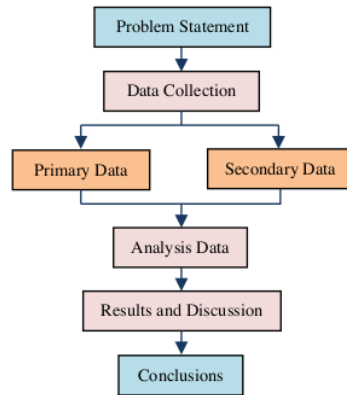 Problem Statement
Data Collection
Primary Data
Secondary Data
Analysis Data
Results and Discussion
Conclusions